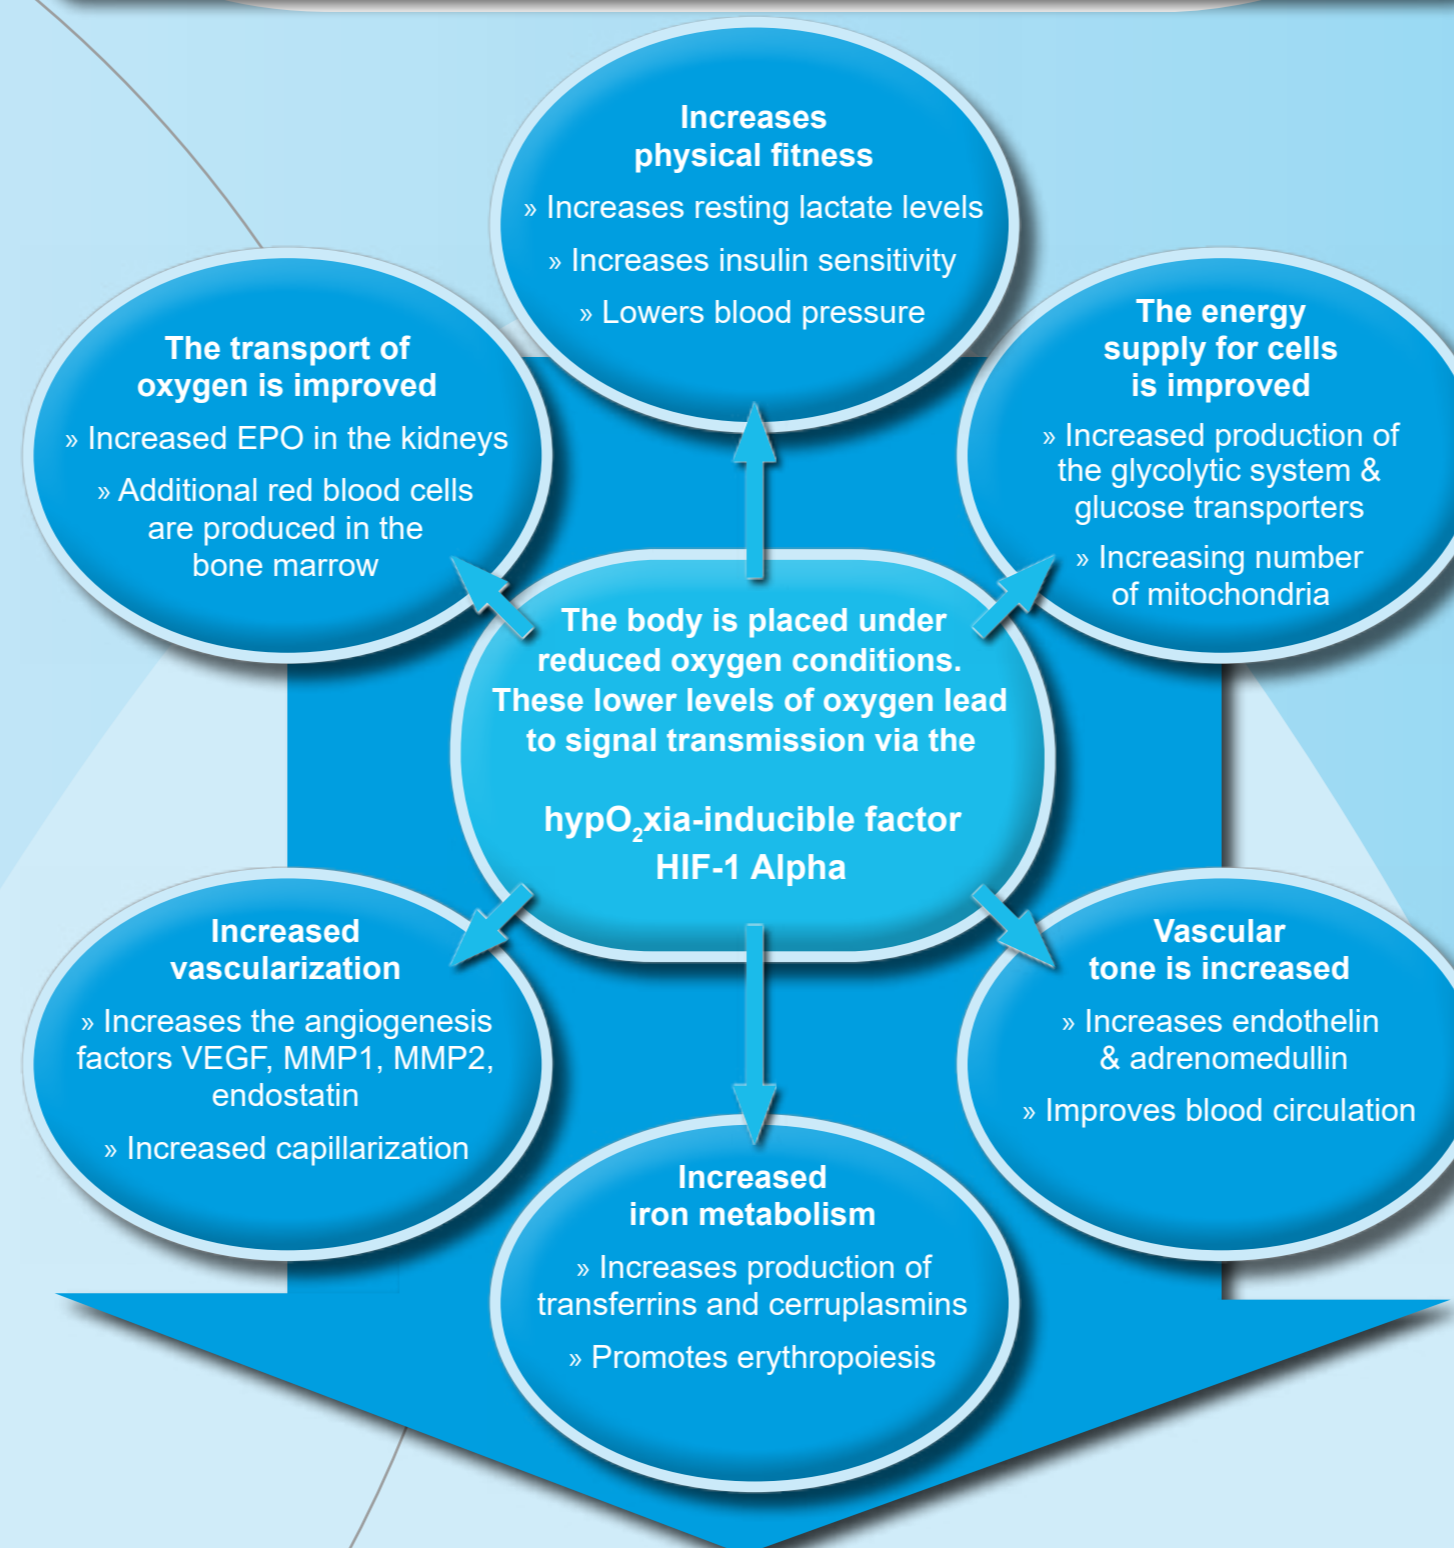 Increases
physical fitness
» Increases resting lactate levels
» Increases insulin sensitivity
» Lowers blood pressure
The transport of
oxygen is improved
» Increased EPO in the kidneys
» Additional red blood cells
are produced in the
bone marrow
The energy
supply for cells
is improved
» Increased production of
the glycolytic system &
glucose transporters
» Increasing number
of mitochondria
The body is placed under
reduced oxygen conditions.
These lower levels of oxygen lead
to signal transmission via the
hypO₂xia-inducible factor
HIF-1 Alpha
Increased
vascularization
» Increases the angiogenesis
factors VEGF, MMP1, MMP2,
endostatin
» Increased capillarization
Vascular
tone is increased
» Increases endothelin
& adrenomedullin
» Improves blood circulation
Increased
iron metabolism
» Increases production of
transferrins and cerruplasmins
» Promotes erythropoiesis